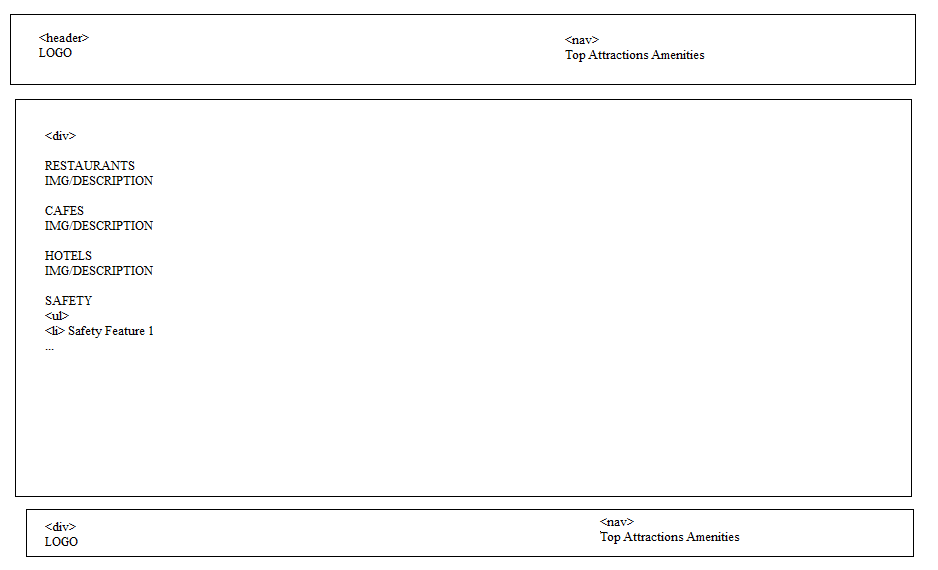 <header>
LOGO
<nav>
Top Attractions Amenities
<div>
RESTAURANTS
IMG/DESCRIPTION
CAFES
IMG/DESCRIPTION
HOTELS
IMG/DESCRIPTION
SAFETY
<ul>
<li> Safety Feature 1
...
<div>
LOGO
<nav>
Top Attractions Amenities